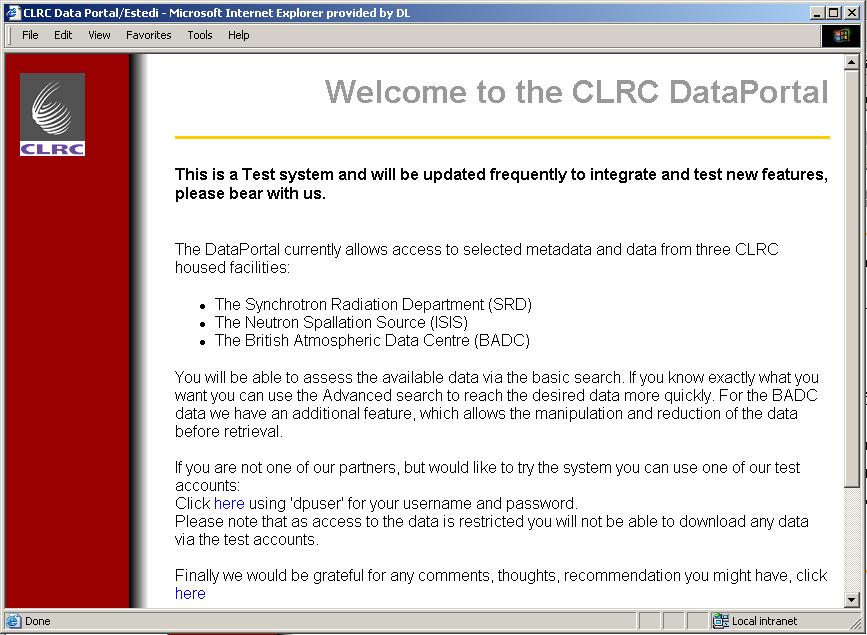 CLRC Data Portal/Estedi - Microsoft Internet Explorer provided by DL
File Edit View Favorites Tools Help
CLRC
Welcome to the CLRC DataPortal
This is a Test system and will be updated frequently to integrate and test new features,
please bear with us.
The DataPortal currently allows access to selected metadata and data from three CLRC
housed facilities:
The Synchrotron Radiation Department (SRD)
The Neutron Spallation Source (ISIS)
The British Atmospheric Data Centre (BADC)
You will be able to assess the available data via the basic search. If you know exactly what you
want you can use the Advanced search to reach the desired data more quickly. For the BADC
data we have an additional feature, which allows the manipulation and reduction of the data
before retrieval.
If you are not one of our partners, but would like to try the system you can use one of our test
accounts:
Click here using 'dpuser' for your username and password.
Please note that as access to the data is restricted you will not be able to download any data
via the test accounts.
Finally we would be grateful for any comments, thoughts, recommendation you might have, click
here
Done
Local intranet